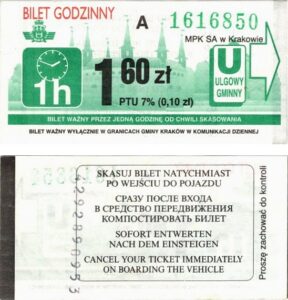 BILET GODZINNY
A
1616850
MPK SA w Krakowie
1h
1 60 zł
PTU 7% (0,10 zł)
U
ULGOWY
GMINNY
BILET WAŻNY PRZEZ JEDNĄ GODZINĘ OD CHWILI SKASOWANIA
BILET WAŻNY WYŁĄCZNIE W GRANICACH GMINY KRAKÓW W KOMUNIKACJI DZIENNEJ
SKASUJ BILET NATYCHMIAST
PO WEJŚCIU DO POJAZDU
СРАЗУ ПОСЛЕ ВХОДА
В СРЕДСТВО ПЕРЕДВИЖЕНИЯ
КОМПОСТИРОВАТЬ БИЛЕТ
SOFORT ENTWERTEN
NACH DEM EINSTEIGEN
CANCEL YOUR TICKET IMMEDIATELY
ON BOARDING THE VEHICLE
Proszę zachować do kontroli